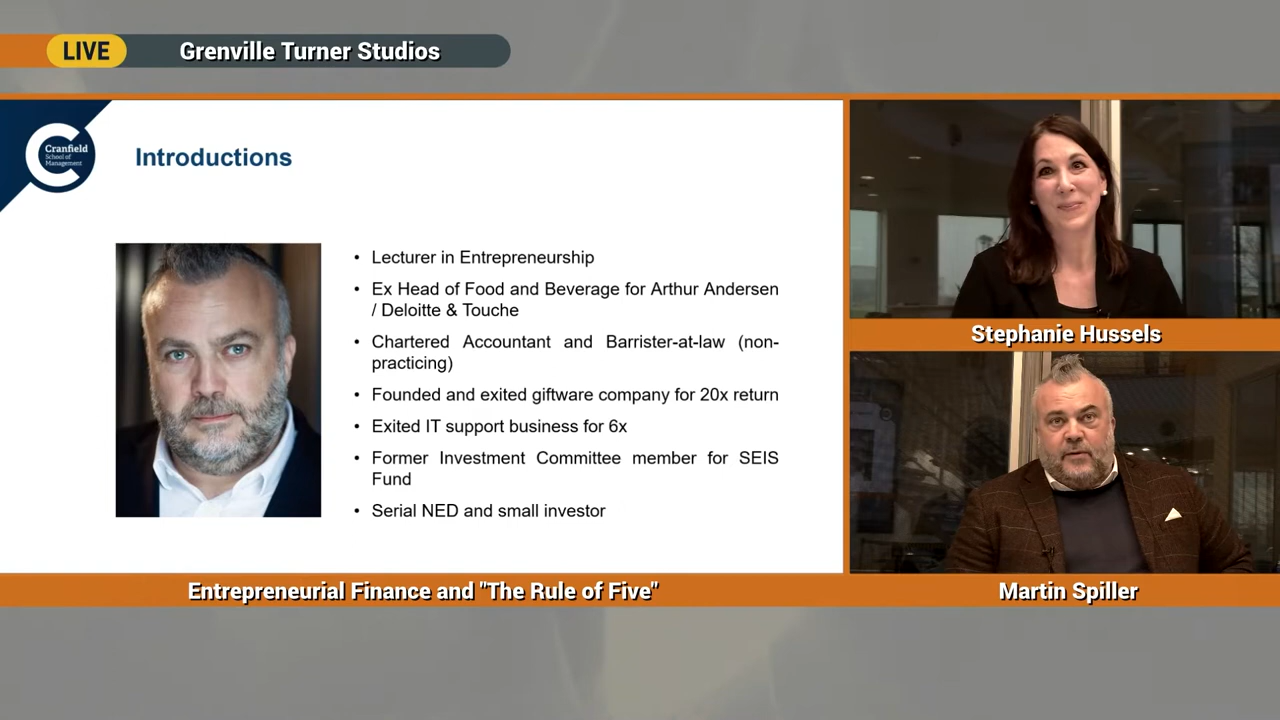 LIVE
Grenville Turner Studios
Cranfield
School of
Management
Introductions
• Lecturer in Entrepreneurship
• Ex Head of Food and Beverage for Arthur Andersen
/ Deloitte & Touche
• Chartered Accountant and Barrister-at-law (non-
practicing)
• Founded and exited giftware company for 20x return
• Exited IT support business for 6x
• Former Investment Committee member for SEIS
Fund
• Serial NED and small investor
Stephanie Hussels
Entrepreneurial Finance and "The Rule of Five"
Martin Spiller